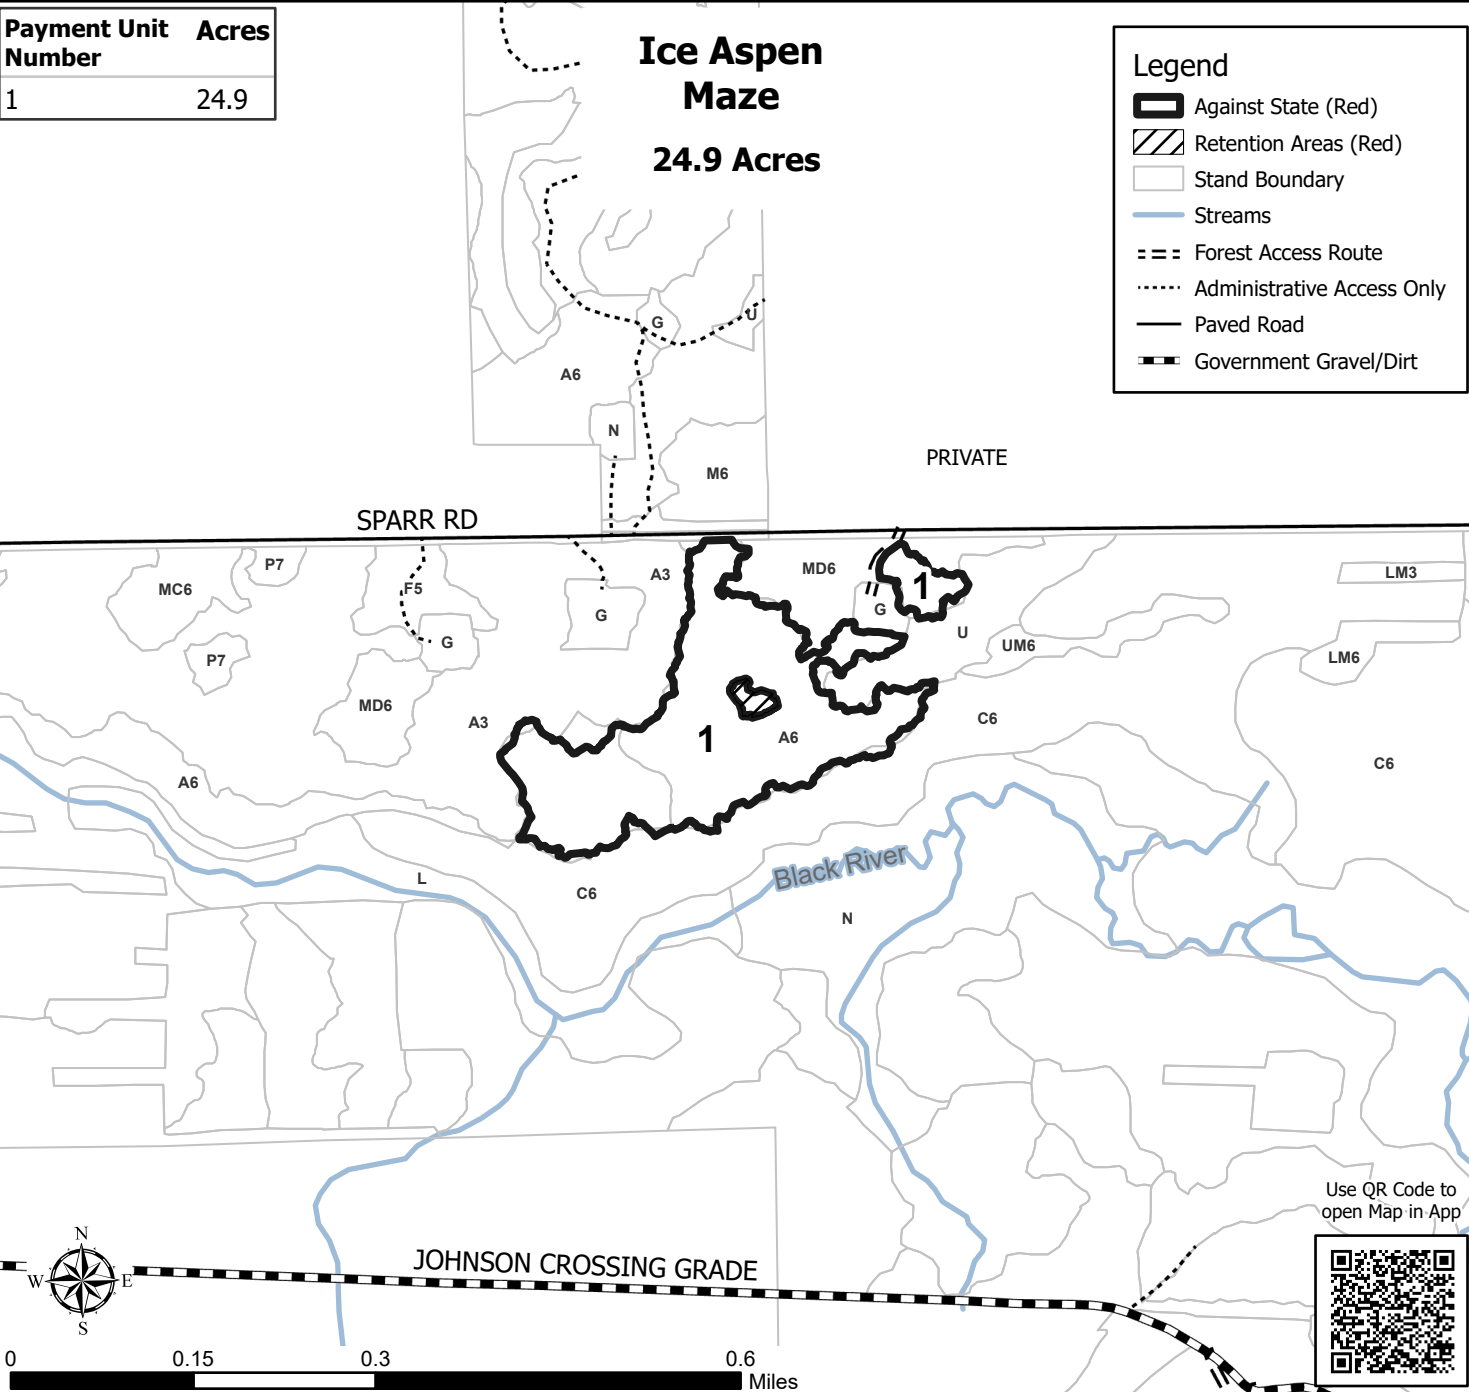 Payment Unit Number Acres
1 24.9
Ice Aspen
Maze
24.9 Acres
Legend
Against State (Red)
Retention Areas (Red)
Stand Boundary
Streams
Forest Access Route
Administrative Access Only
Paved Road
Government Gravel/Dirt
G
U
A6
N
M6
PRIVATE
SPARR RD
P7
MC6
F5
A3
MD6
1
G
LM3
G
G
U
UM6
P7
LM6
MD6
A3
C6
1
A6
C6
A6
Black River
L
C6
N
Use QR Code to
open Map in App
N
W E
S
JOHNSON CROSSING GRADE
0 0.15 0.3 0.6
Miles